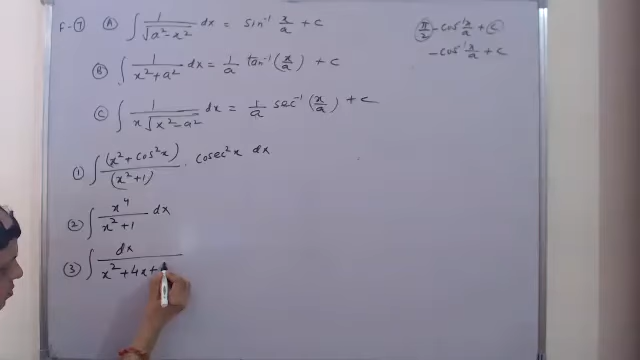 F-⑦ Ⓐ ∫ 1/√(a²-x²) dx = sin⁻¹ x/a + c
π/2 - cos⁻¹ x/a + c
- cos⁻¹ x/a + c
Ⓑ ∫ 1/(x²+a²) dx = 1/a tan⁻¹(x/a) + c
Ⓒ ∫ 1/(x√(x²-a²)) dx = 1/a sec⁻¹(x/a) + c
① ∫ (x²+cos²x)/(x²+1) · cosec²x dx
② ∫ x⁴/(x²+1) dx
③ ∫ dx/(x²+4x+